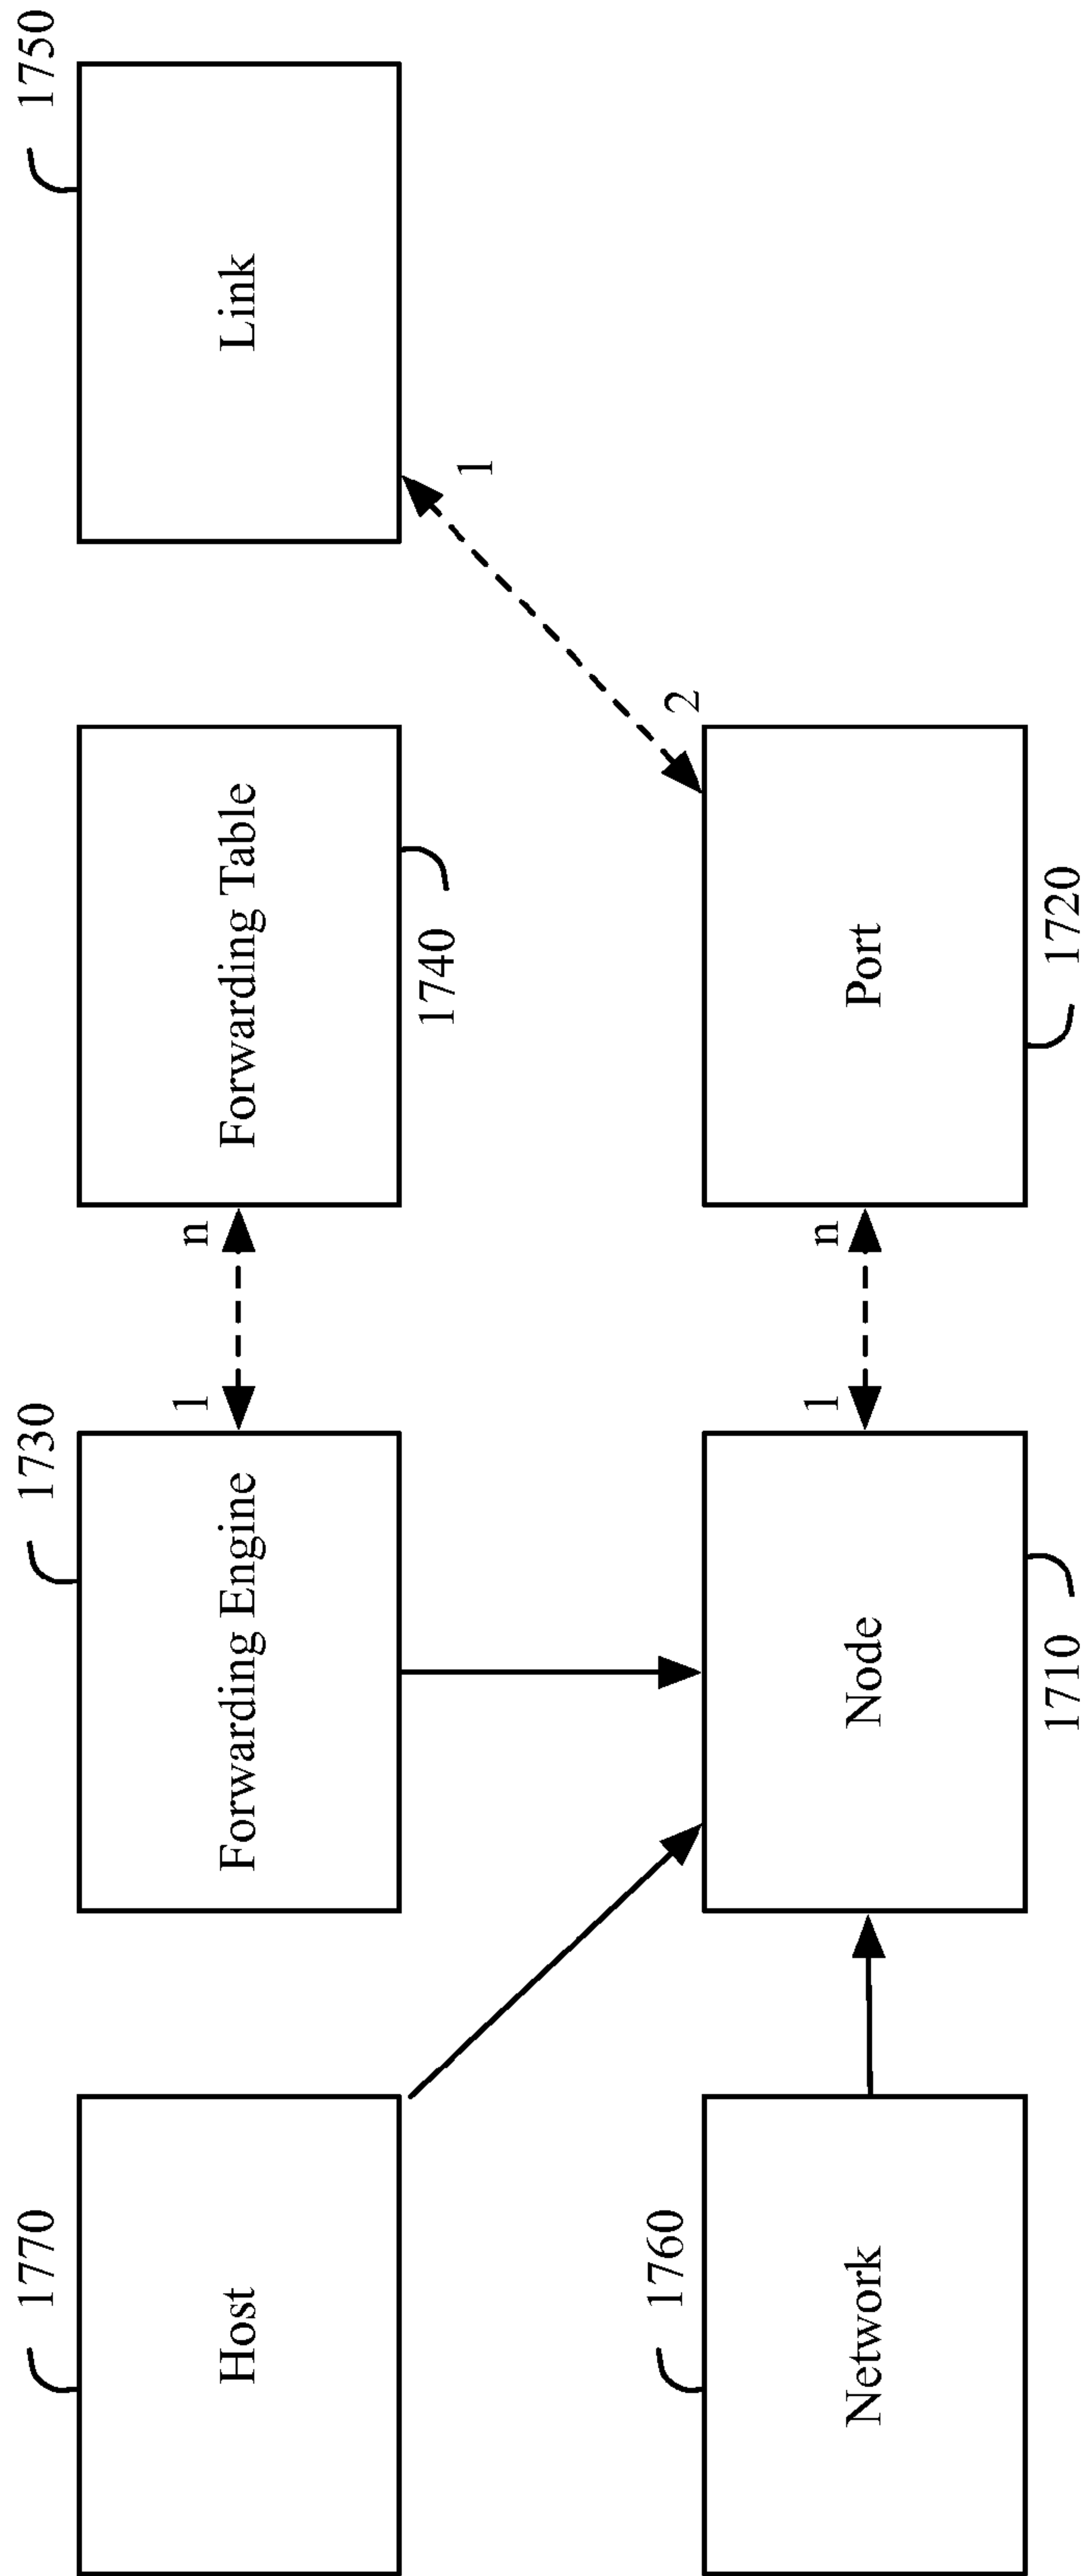 1770
1730
1750
1
n
Host
Forwarding Engine
Forwarding Table
Link
1740
1
1760
2
1
n
Network
Node
Port
1710
1720